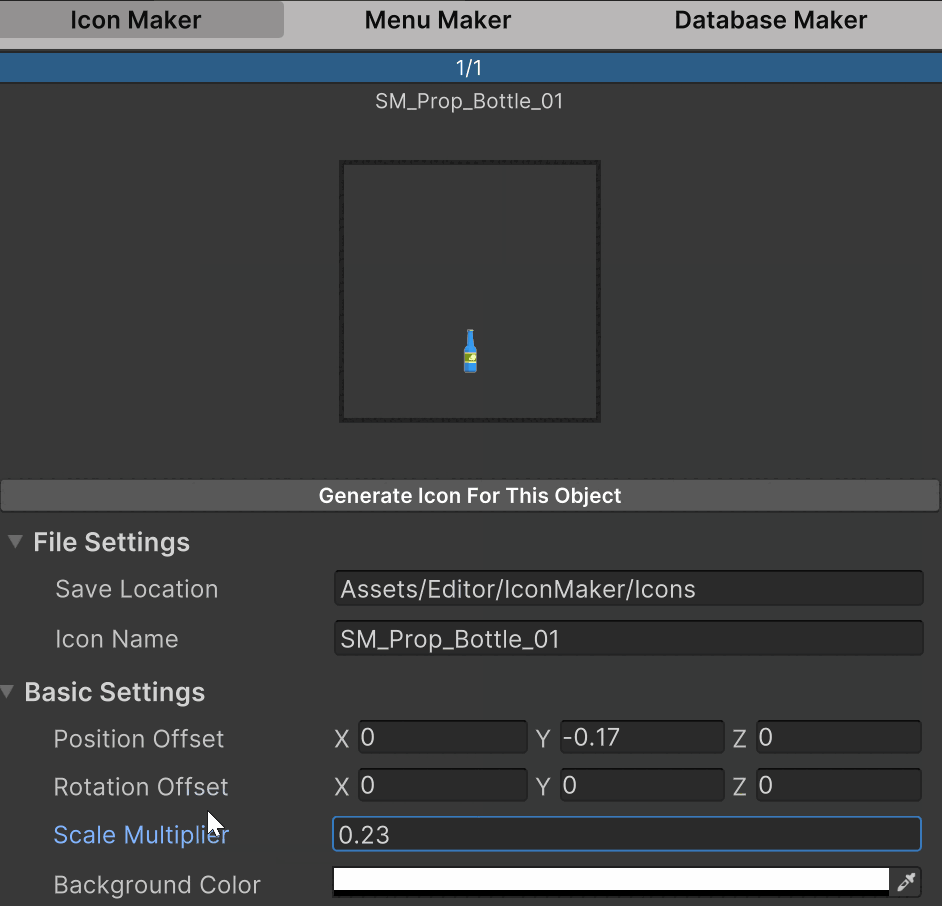 Icon Maker Menu Maker Database Maker
1/1
SM_Prop_Bottle_01
Generate Icon For This Object
File Settings
Save Location Assets/Editor/IconMaker/Icons
Icon Name SM_Prop_Bottle_01
Basic Settings
Position Offset X 0 Y -0.17 Z 0
Rotation Offset X 0 Y 0 Z 0
Scale Multiplier 0.23
Background Color